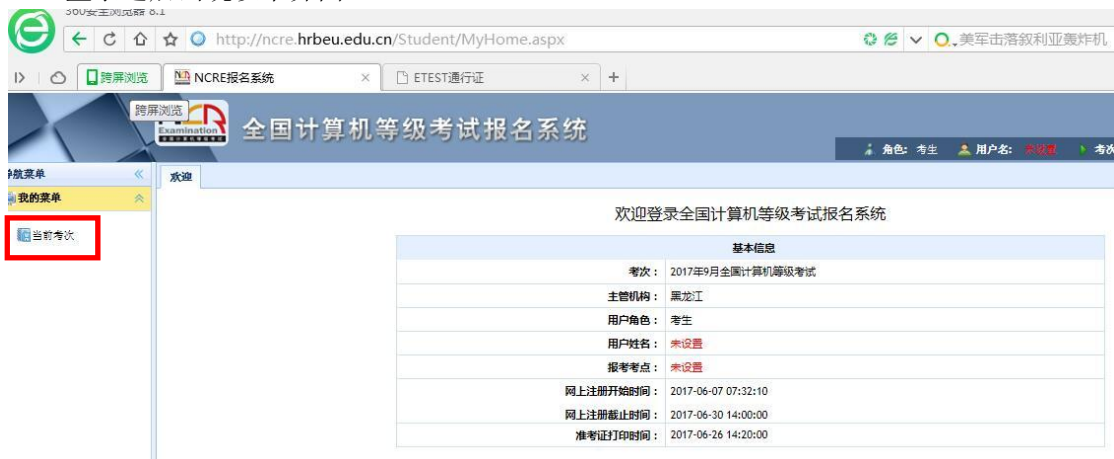 360安全浏览器 8.1
http://ncre.hrbeu.edu.cn/Student/MyHome.aspx
美军击落叙利亚轰炸机
跨屏浏览
NCRE报名系统
ETEST通行证
跨屏浏览
Examination
全国计算机等级考试报名系统
角色: 考生 用户名: 未设置 考次
航菜单
欢迎
我的菜单
当前考次
欢迎登录全国计算机等级考试报名系统
基本信息
考次: 2017年9月全国计算机等级考试
主管机构: 黑龙江
用户角色: 考生
用户姓名: 未设置
报考考点: 未设置
网上注册开始时间: 2017-06-07 07:32:10
网上注册截止时间: 2017-06-30 14:00:00
准考证打印时间: 2017-06-26 14:20:00